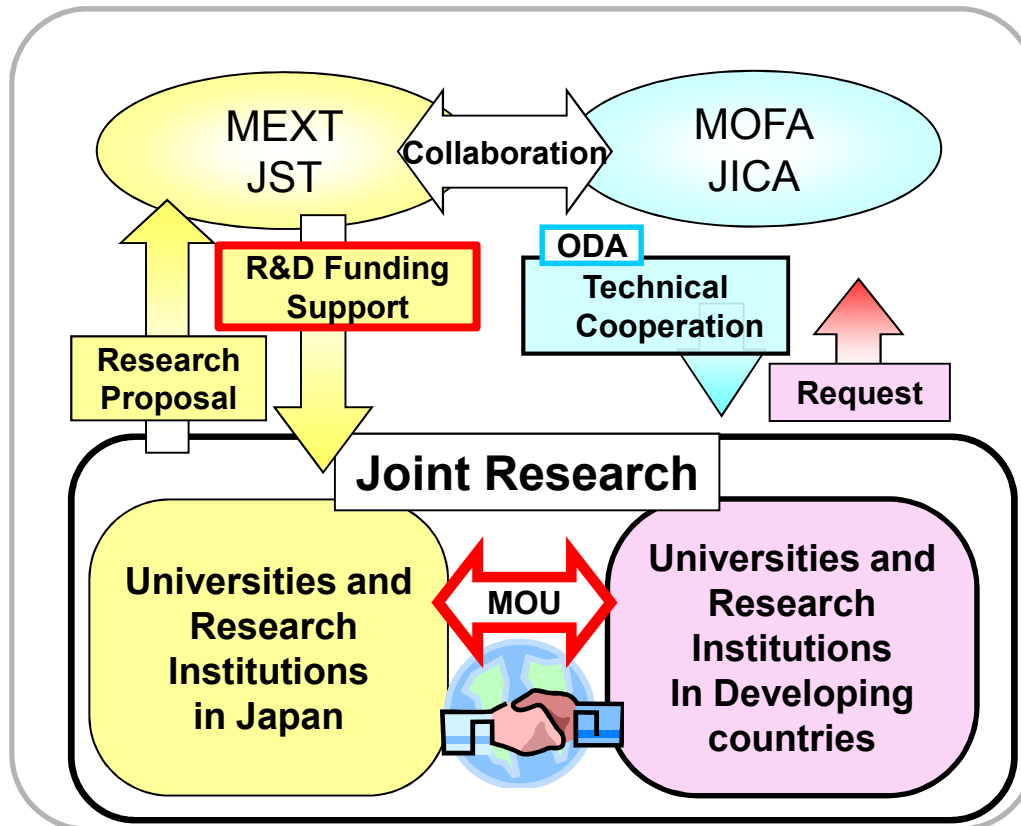 MEXT
JST
Collaboration
MOFA
JICA
R&D Funding
Support
ODA
Technical
Cooperation
Research
Proposal
Request
Joint Research
Universities and
Research
Institutions
in Japan
MOU
Universities and
Research
Institutions
In Developing
countries